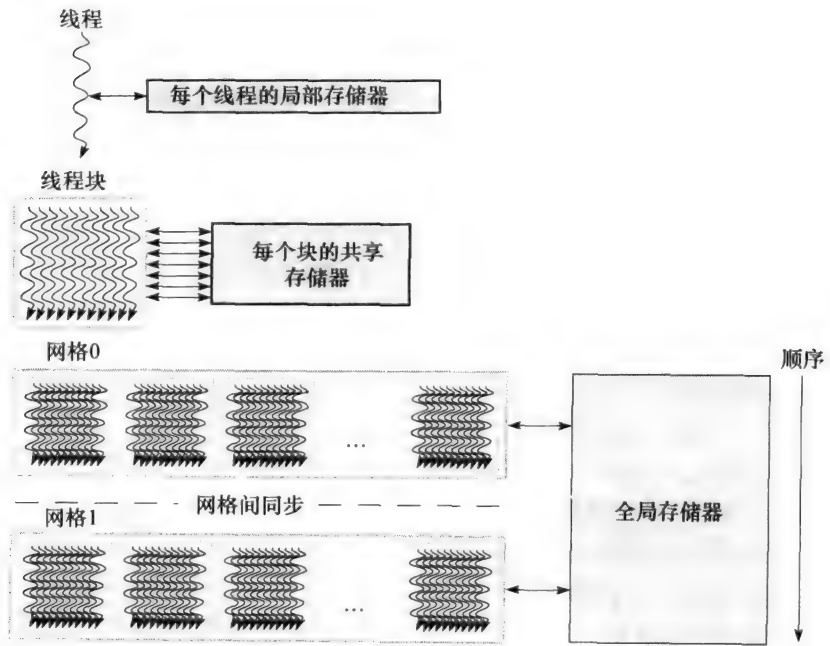 线程
每个线程的局部存储器
线程块
每个块的共享
存储器
网格0
顺序
...
网格间同步
全局存储器
网格1
...